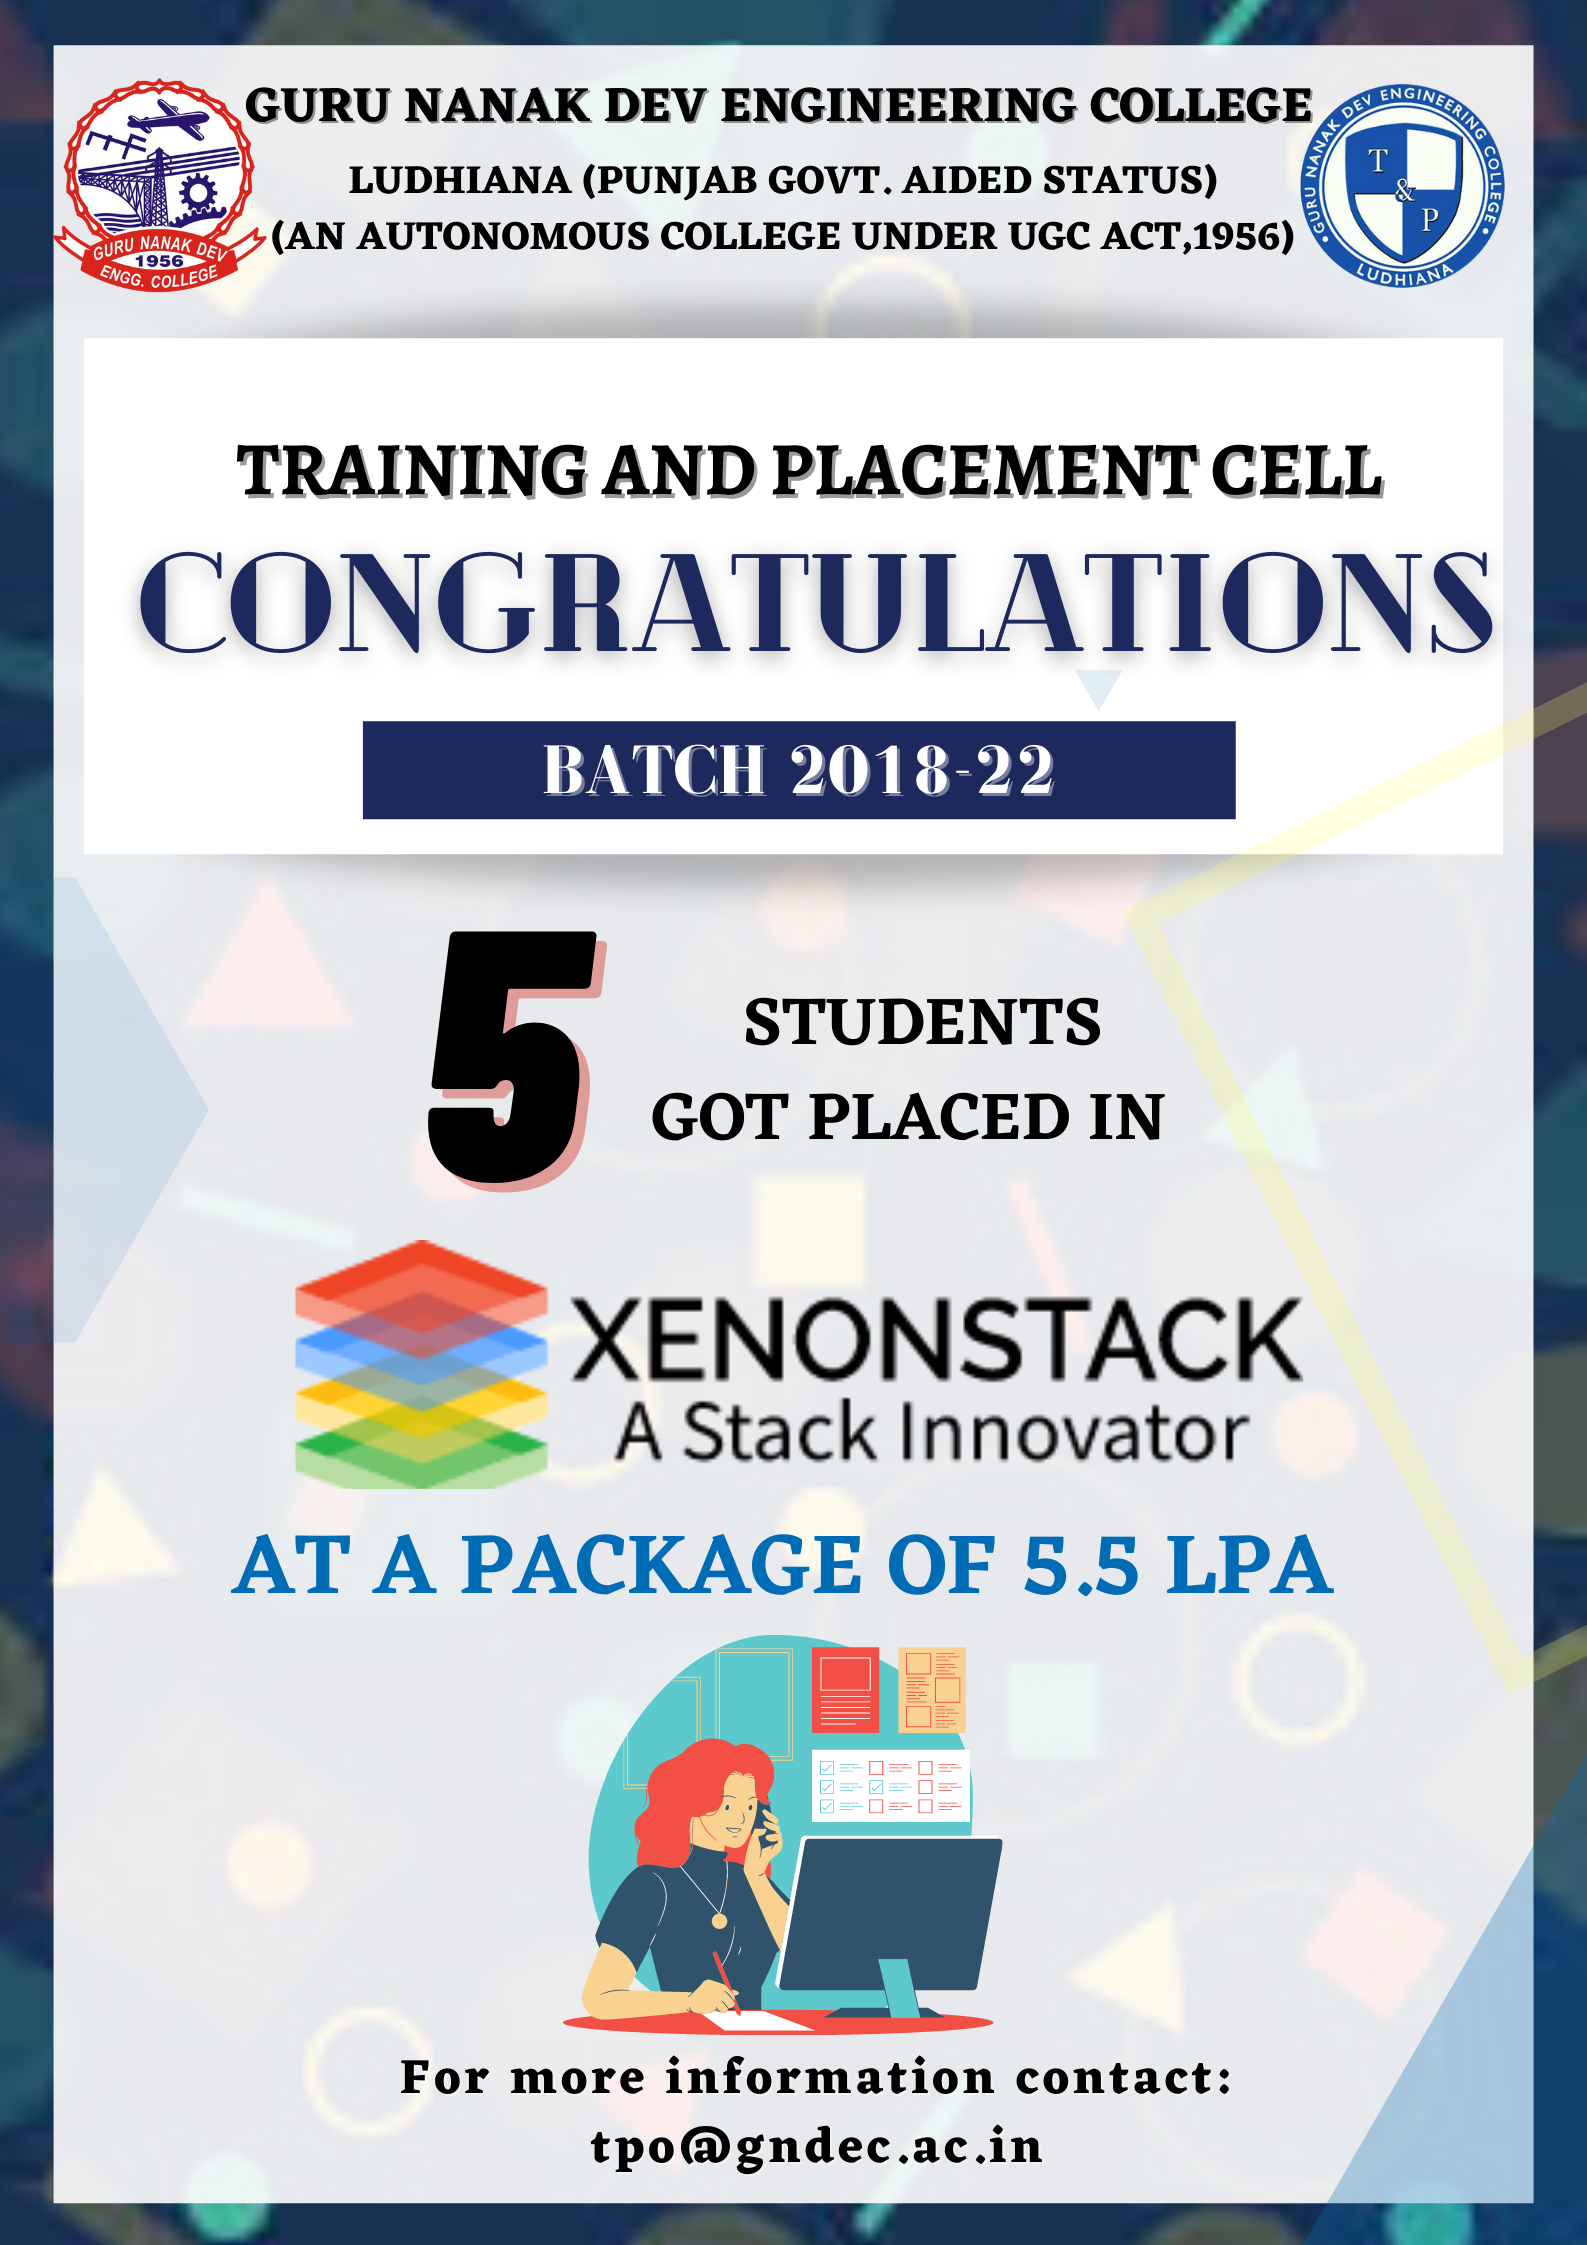 GURU NANAK DEV ENGINEERING COLLEGE
LUDHIANA (PUNJAB GOVT. AIDED STATUS)
(AN AUTONOMOUS COLLEGE UNDER UGC ACT,1956)
GURU NANAK DEV
1956
ENGG. COLLEGE
GURU NANAK DEV ENGINEERING COLLEGE
T
&
P
LUDHIANA
TRAINING AND PLACEMENT CELL
CONGRATULATIONS
BATCH 2018-22
5
STUDENTS
GOT PLACED IN
XENONSTACK
A Stack Innovator
AT A PACKAGE OF 5.5 LPA
For more information contact:
tpo@gndec.ac.in